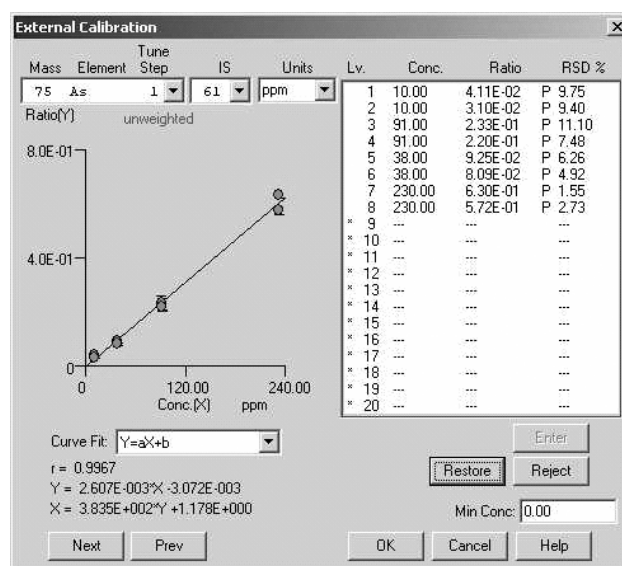 External Calibration
Mass Element Tune Step IS Units
75 As 1 61 ppm
Ratio(Y) unweighted
8.0E-01
4.0E-01
0
0 120.00 240.00
Conc.(X) ppm
Lv. Conc. Ratio RSD %
1 10.00 4.11E-02 P 9.75
2 10.00 3.10E-02 P 9.40
3 91.00 2.33E-01 P 11.10
4 91.00 2.20E-01 P 7.48
5 38.00 9.25E-02 P 6.26
6 38.00 8.09E-02 P 4.92
7 230.00 6.30E-01 P 1.55
8 230.00 5.72E-01 P 2.73
* 9 --- --- ---
* 10 --- --- ---
* 11 --- --- ---
* 12 --- --- ---
* 13 --- --- ---
* 14 --- --- ---
* 15 --- --- ---
* 16 --- --- ---
* 17 --- --- ---
* 18 --- --- ---
* 19 --- --- ---
* 20 --- --- ---
Curve Fit: Y=aX+b
r = 0.9967
Y = 2.607E-003*X -3.072E-003
X = 3.835E+002*Y +1.178E+000
Enter
Restore Reject
Min Conc: 0.00
Next Prev OK Cancel Help